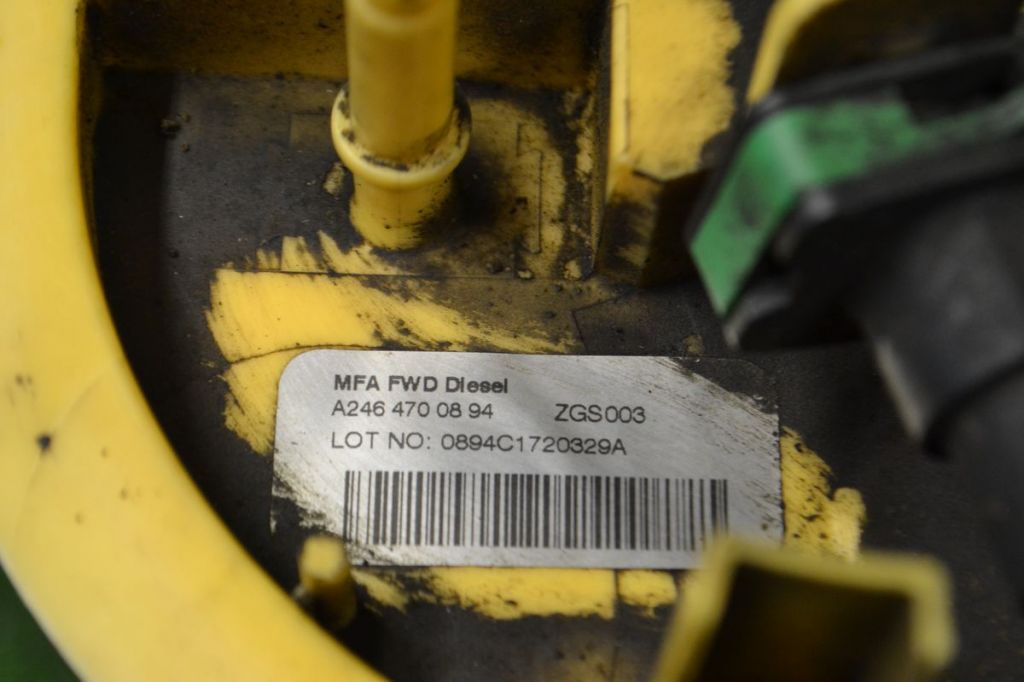 MFA FWD Diesel
A246 470 08 94 ZGS003
LOT NO: 0894C1720329A